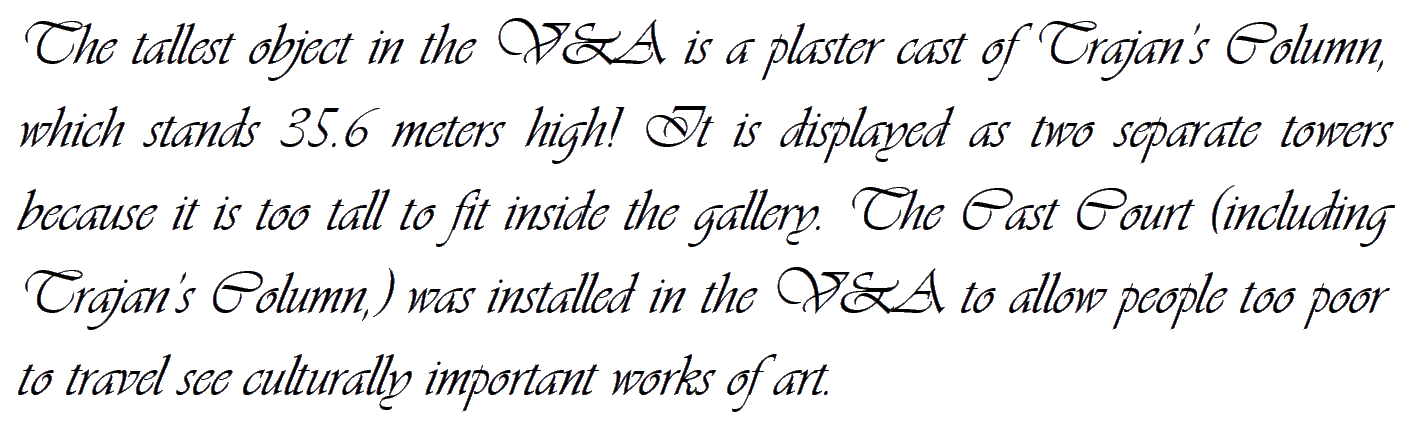 The tallest object in the V&A is a plaster cast of Trajan's Column,
which stands 35.6 meters high! It is displayed as two separate towers
because it is too tall to fit inside the gallery. The Cast Court (including
Trajan's Column,) was installed in the V&A to allow people too poor
to travel see culturally important works of art.